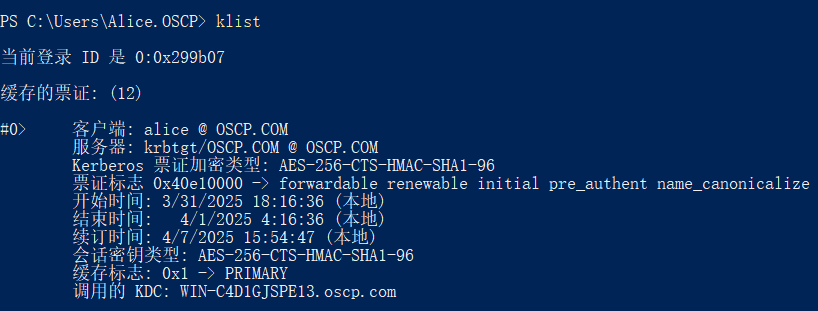 PS C:\Users\Alice.OSCP> klist
当前登录 ID 是 0:0x299b07
缓存的票证: (12)
#0> 客户端: alice @ OSCP.COM
服务器: krbtgt/OSCP.COM @ OSCP.COM
Kerberos 票证加密类型: AES-256-CTS-HMAC-SHA1-96
票证标志 0x40e10000 -> forwardable renewable initial pre_authent name_canonicalize
开始时间: 3/31/2025 18:16:36 (本地)
结束时间: 4/1/2025 4:16:36 (本地)
续订时间: 4/7/2025 15:54:47 (本地)
会话密钥类型: AES-256-CTS-HMAC-SHA1-96
缓存标志: 0x1 -> PRIMARY
调用的 KDC: WIN-C4D1GJSPE13.oscp.com